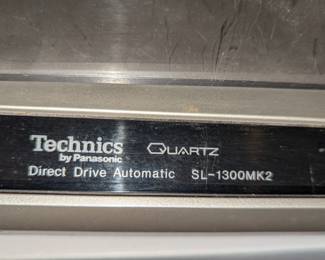 Technics QUARTZ
by Panasonic
Direct Drive Automatic SL-1300MK2